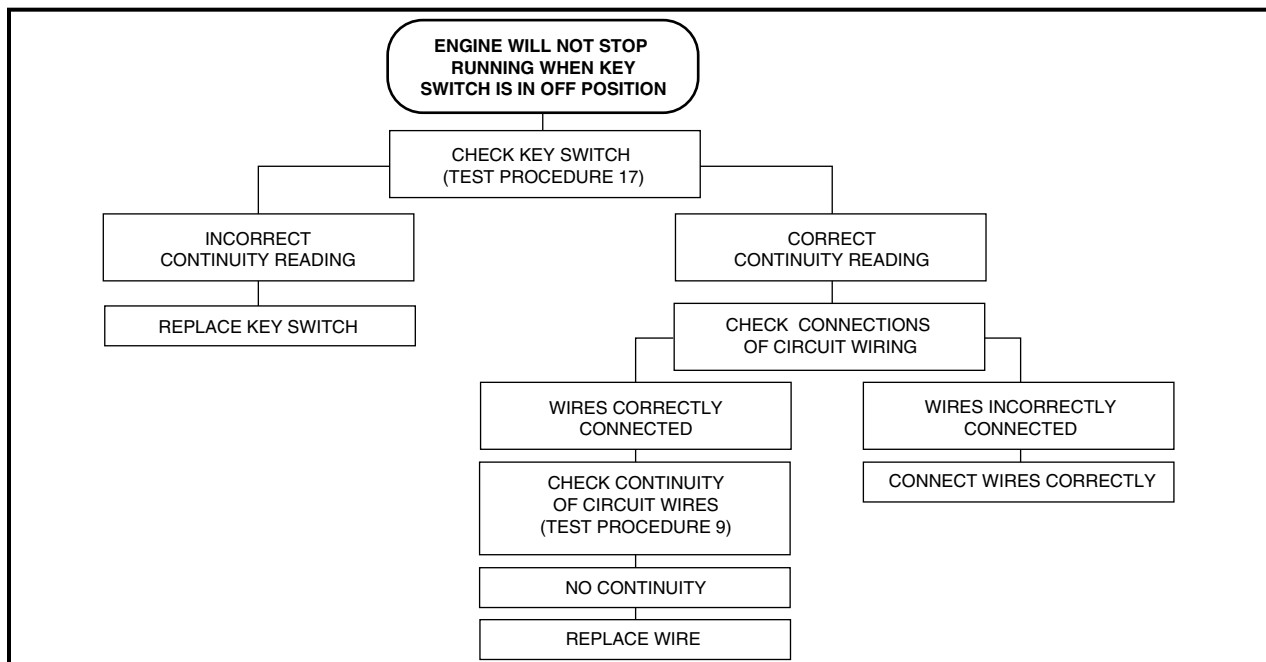 ENGINE WILL NOT STOP
RUNNING WHEN KEY
SWITCH IS IN OFF POSITION
CHECK KEY SWITCH
(TEST PROCEDURE 17)
INCORRECT
CONTINUITY READING
CORRECT
CONTINUITY READING
REPLACE KEY SWITCH
CHECK CONNECTIONS
OF CIRCUIT WIRING
WIRES CORRECTLY
CONNECTED
WIRES INCORRECTLY
CONNECTED
CHECK CONTINUITY
OF CIRCUIT WIRES
(TEST PROCEDURE 9)
CONNECT WIRES CORRECTLY
NO CONTINUITY
REPLACE WIRE